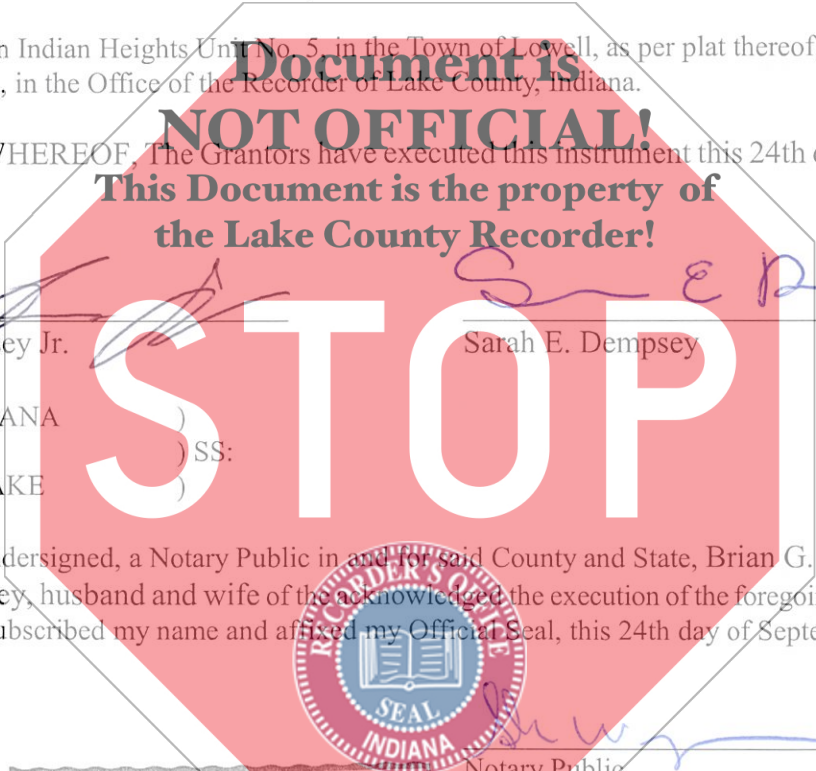 n Indian Heights Unit No. 5, in the Town of Lowell, as per plat thereof
Document is
, in the Office of the Recorder of Lake County, Indiana.
NOT OFFICIAL!
WHEREOF, The Grantors have executed this instrument this 24th
This Document is the property of
the Lake County Recorder!
S E D
ey Jr.
Sarah E. Dempsey
STOP
ANA )
) SS:
AKE )
dersigned, a Notary Public in and for said County and State, Brian G.
ey, husband and wife of the acknowledged the execution of the foregoi
ubscribed my name and affixed my Official Seal, this 24th day of Septe
RECORDER'S OFFICE
SEAL
INDIANA
Notary Public